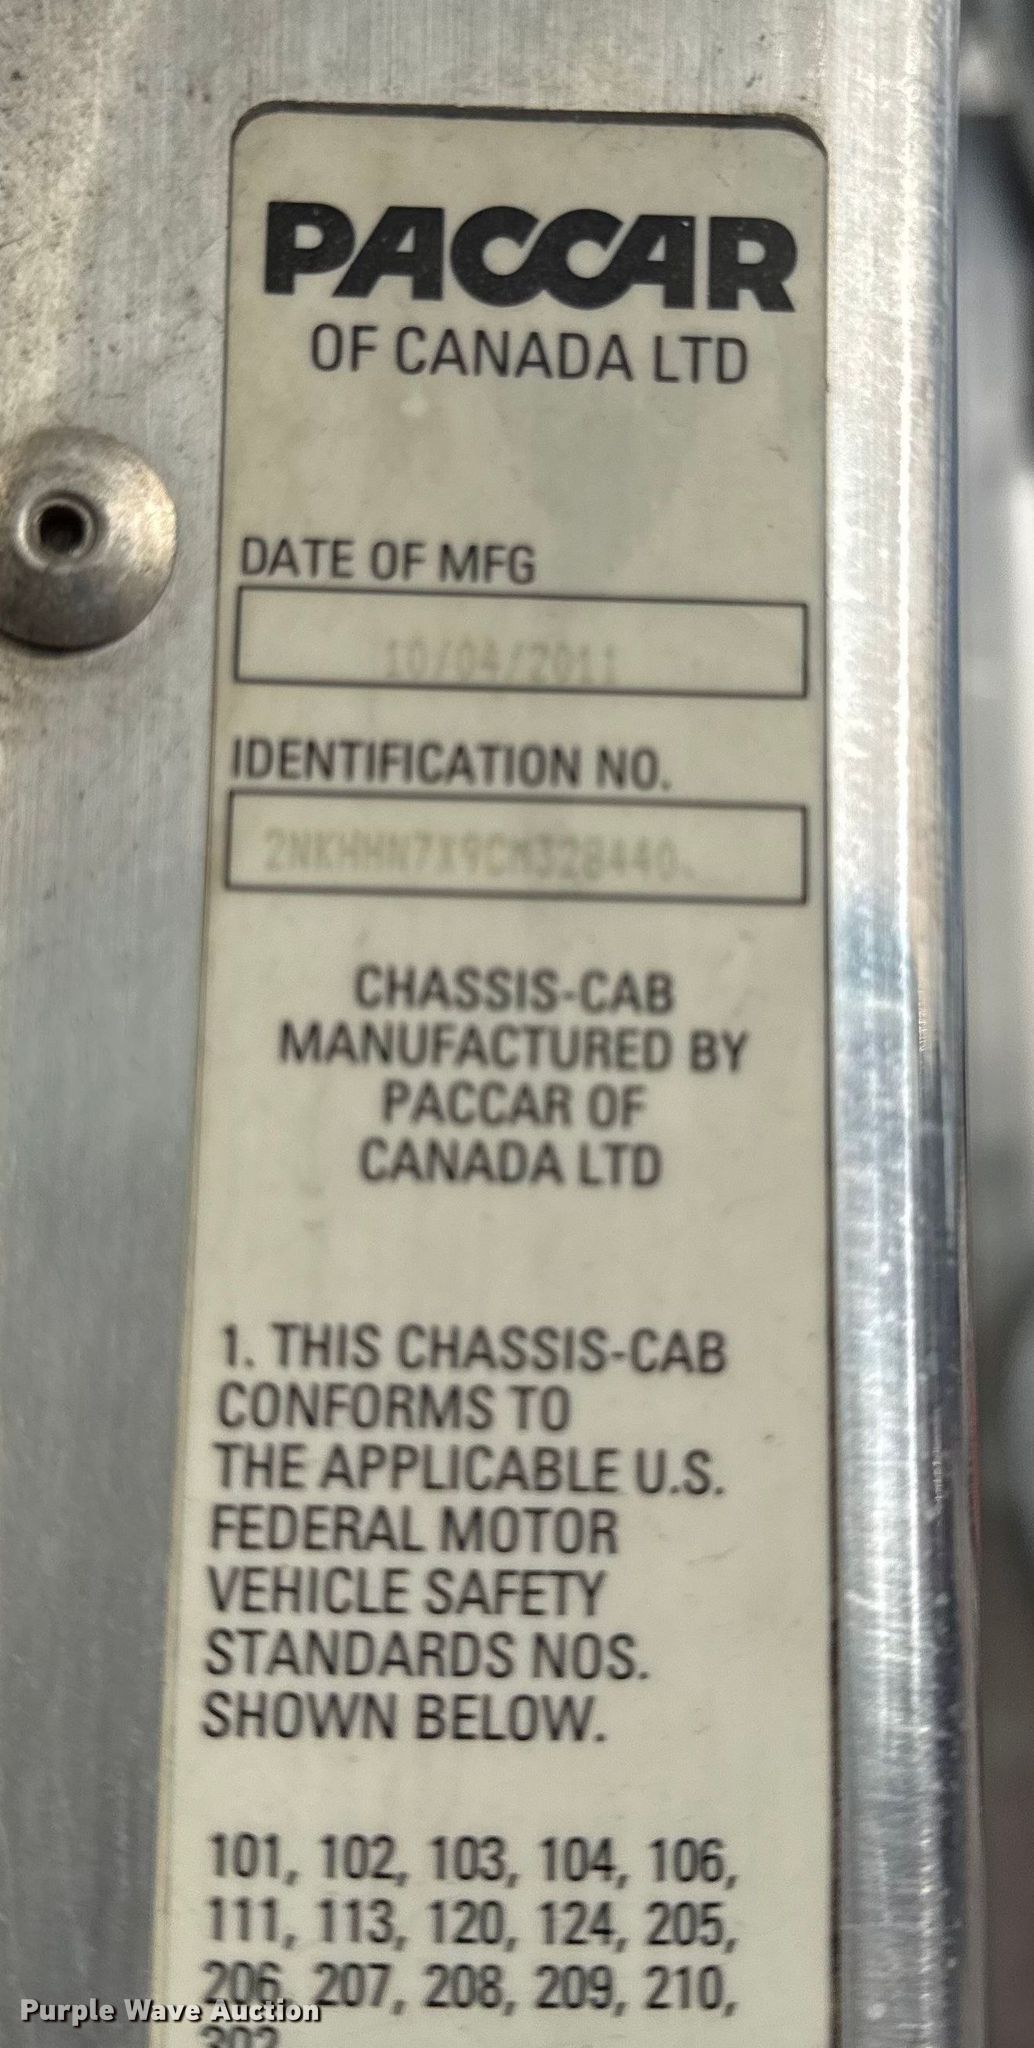 PACCAR
OF CANADA LTD
DATE OF MFG
10/04/2011
IDENTIFICATION NO.
2NKHHN7X9CM328440
CHASSIS-CAB
MANUFACTURED BY
PACCAR OF
CANADA LTD
1. THIS CHASSIS-CAB
CONFORMS TO
THE APPLICABLE U.S.
FEDERAL MOTOR
VEHICLE SAFETY
STANDARDS NOS.
SHOWN BELOW.
101, 102, 103, 104, 106,
111, 113, 120, 124, 205,
206, 207, 208, 209, 210,
302
Purple Wave Auction